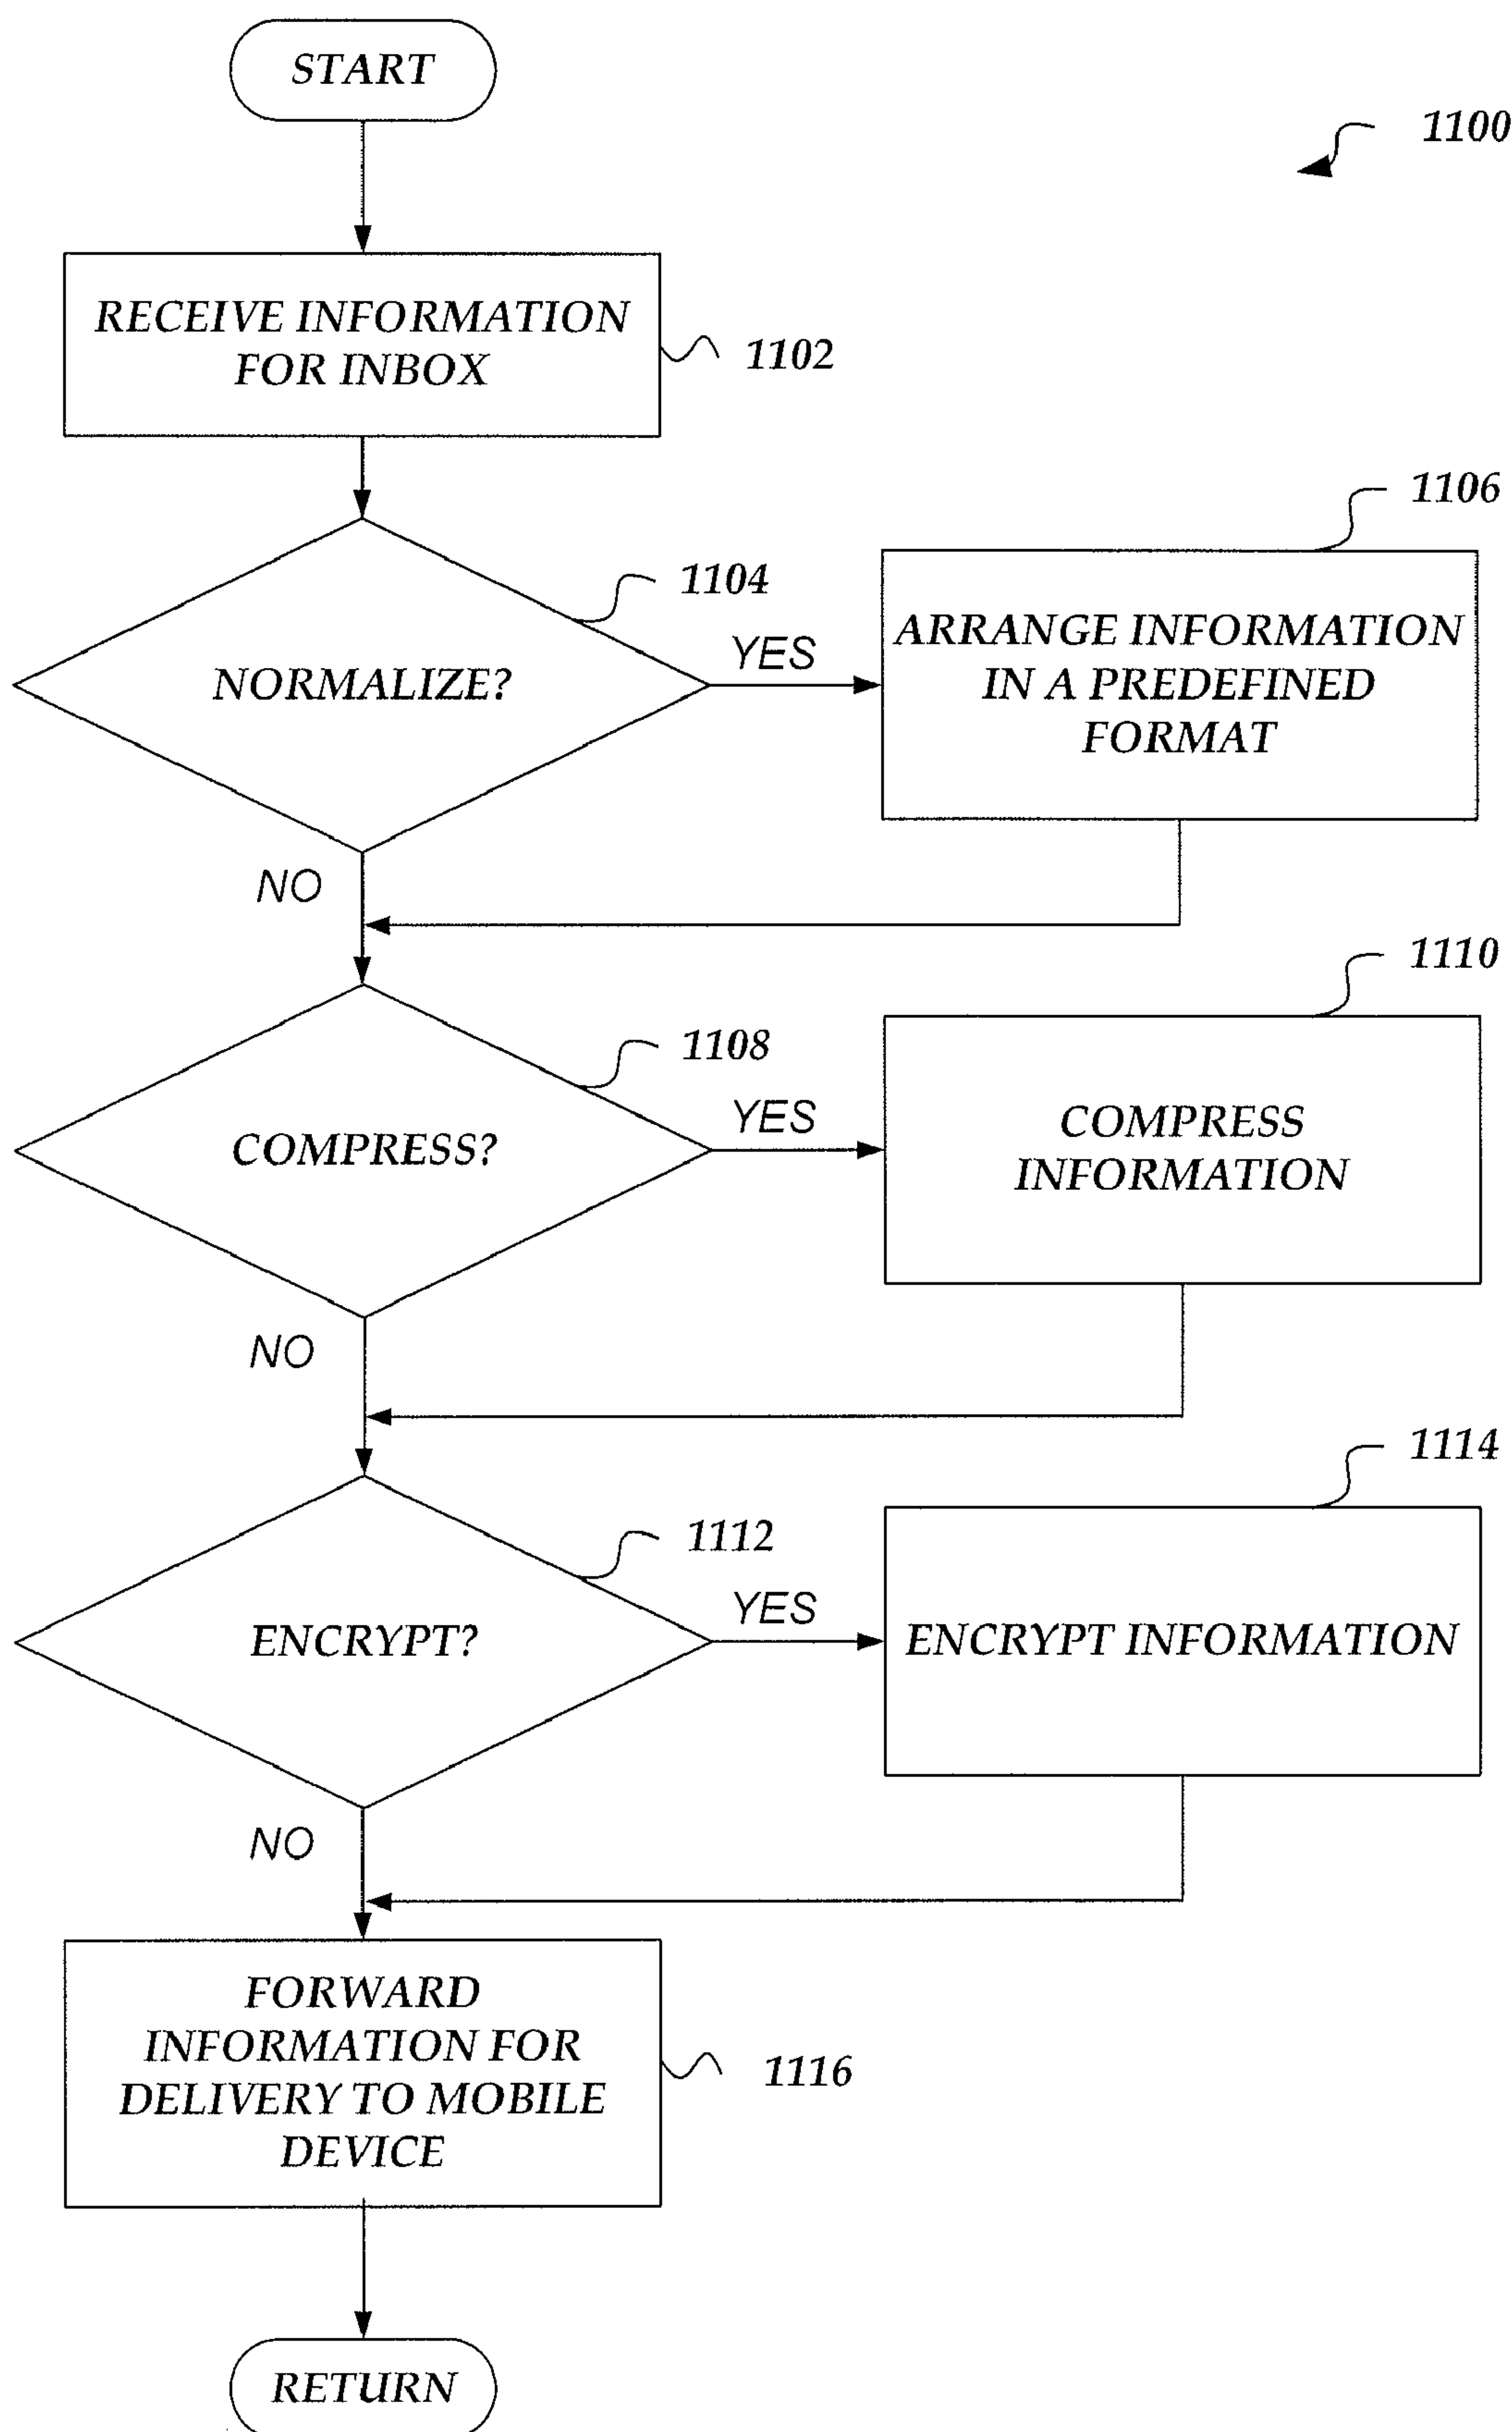 START
1100
RECEIVE INFORMATION
FOR INBOX
1102
1106
1104
NORMALIZE?
YES
ARRANGE INFORMATION
IN A PREDEFINED
FORMAT
NO
1110
1108
COMPRESS?
YES
COMPRESS
INFORMATION
NO
1114
1112
ENCRYPT?
YES
ENCRYPT INFORMATION
NO
FORWARD
INFORMATION FOR
DELIVERY TO MOBILE
DEVICE
1116
RETURN